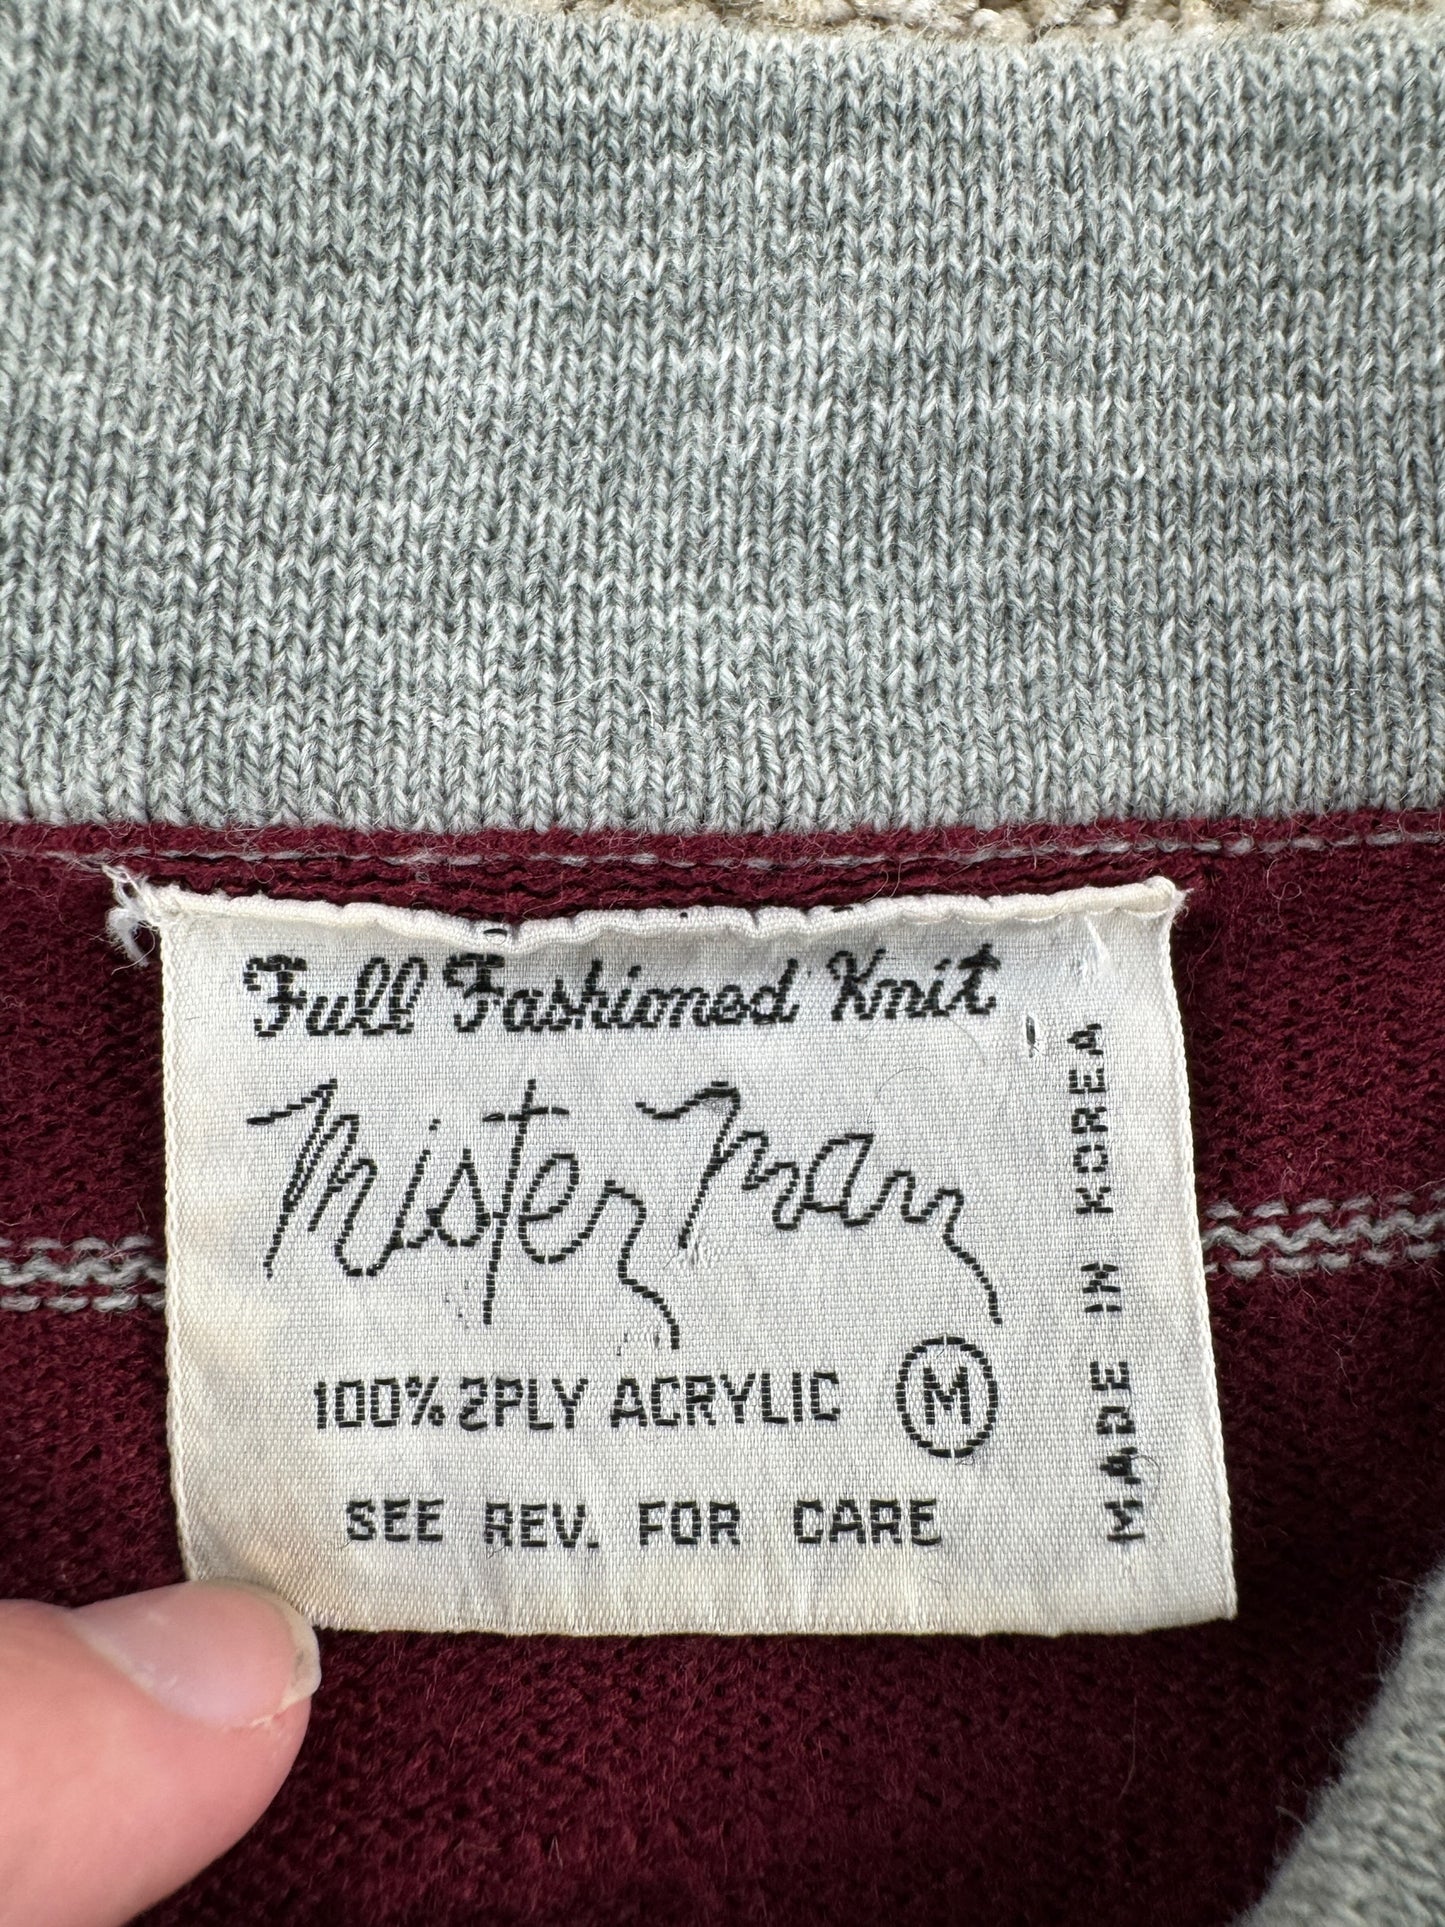 Full Fashioned Knit
Mister Man
100% 2PLY ACRYLIC M
SEE REV. FOR CARE
MADE IN KOREA